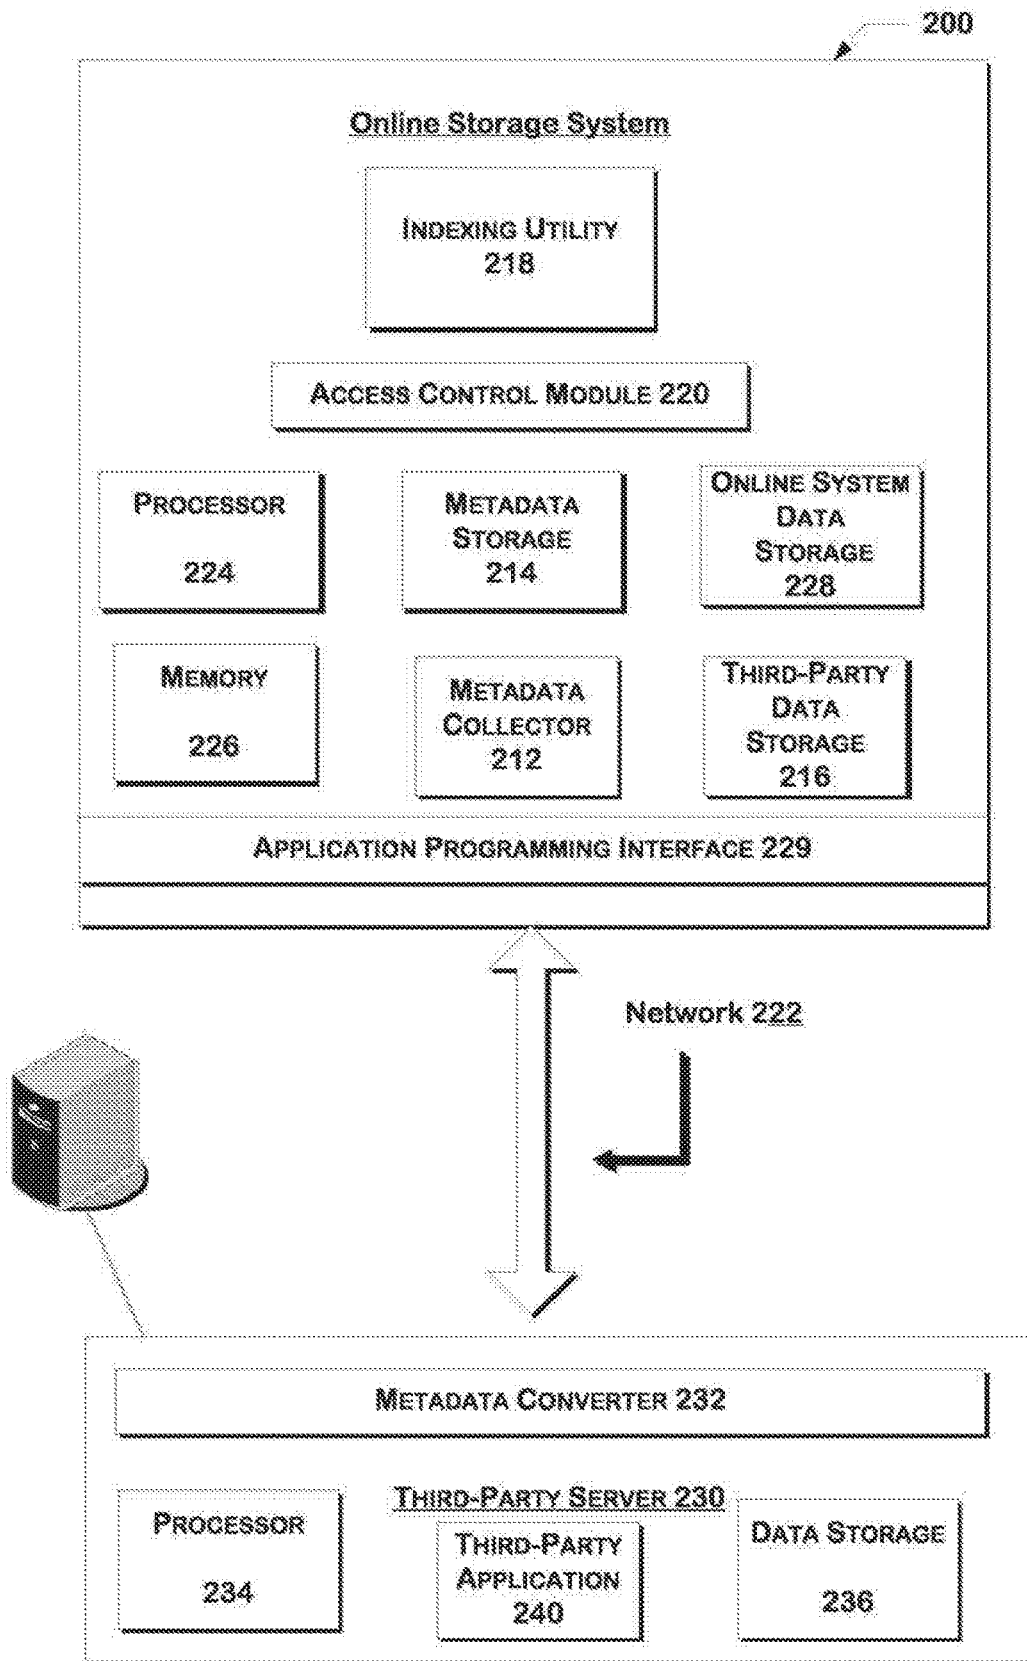 200
Online Storage System
INDEXING UTILITY
218
ACCESS CONTROL MODULE 220
PROCESSOR
224
METADATA
STORAGE
214
ONLINE SYSTEM
DATA
STORAGE
228
MEMORY
226
METADATA
COLLECTOR
212
THIRD-PARTY
DATA
STORAGE
216
APPLICATION PROGRAMMING INTERFACE 229
Network 222
METADATA CONVERTER 232
THIRD-PARTY SERVER 230
PROCESSOR
234
THIRD-PARTY
APPLICATION
240
DATA STORAGE
236